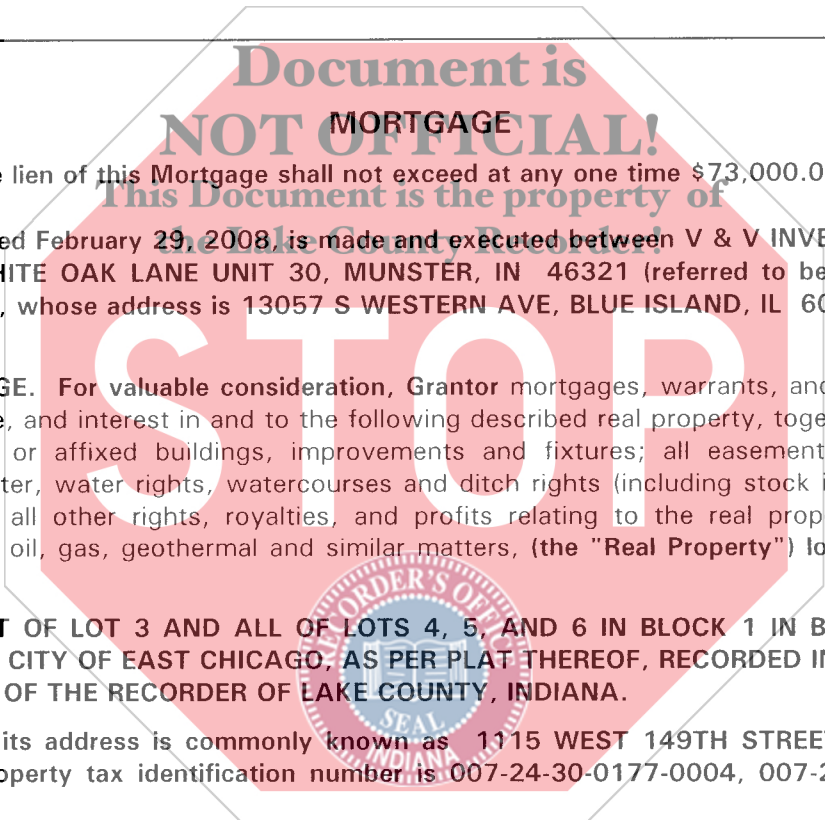 Document is
NOT OFFICIAL!
MORTGAGE
lien of this Mortgage shall not exceed at any one time $73,000.0
This Document is the property of
the Lake County Recorder!
ed February 29, 2008, is made and executed between V & V INVE
HITE OAK LANE UNIT 30, MUNSTER, IN 46321 (referred to be
, whose address is 13057 S WESTERN AVE, BLUE ISLAND, IL 60
STOP
GE. For valuable consideration, Grantor mortgages, warrants, and
e, and interest in and to the following described real property, toge
or affixed buildings, improvements and fixtures; all easement
ter, water rights, watercourses and ditch rights (including stock i
all other rights, royalties, and profits relating to the real prop
oil, gas, geothermal and similar matters, (the "Real Property") lo
RECORDER'S OFFICE
T OF LOT 3 AND ALL OF LOTS 4, 5, AND 6 IN BLOCK 1 IN B
CITY OF EAST CHICAGO, AS PER PLAT THEREOF, RECORDED IN
OF THE RECORDER OF LAKE COUNTY, INDIANA.
SEAL
INDIANA
its address is commonly known as 1115 WEST 149TH STREET
operty tax identification number is 007-24-30-0177-0004, 007-2